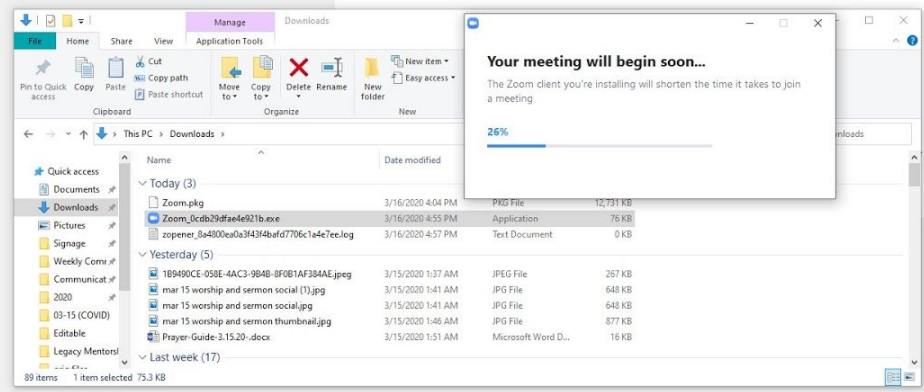 Manage
Downloads
File
Home
Share
View
Application Tools
Pin to Quick access
Copy
Paste
Cut
Copy path
Paste shortcut
Move to
Copy to
Delete
Rename
New folder
New item
Easy access
Clipboard
Organize
New
This PC > Downloads >
nloads
Your meeting will begin soon...
The Zoom client you're installing will shorten the time it takes to join
a meeting
26%
Name
Date modified
Quick access
Documents
Downloads
Pictures
Signage
Weekly Comr
Communicat
2020
03-15 (COVID)
Editable
Legacy Mentors
Today (3)
Zoom.pkg 3/16/2020 4:04 PM PKG File 12,731 KB
Zoom_0cdb29dfae4e921b.exe 3/16/2020 4:55 PM Application 76 KB
zopener_8a4800ea0a3f43f4bafd7706c1a4e7ee.log 3/16/2020 4:57 PM Text Document 0 KB
Yesterday (5)
1B9490CE-058E-4AC3-9B4B-8F0B1AF384AE.jpeg 3/15/2020 1:37 AM JPEG File 267 KB
mar 15 worship and sermon social (1).jpg 3/15/2020 1:41 AM JPG File 648 KB
mar 15 worship and sermon social.jpg 3/15/2020 1:41 AM JPG File 648 KB
mar 15 worship and sermon thumbnail.jpg 3/15/2020 1:46 AM JPG File 877 KB
Prayer-Guide-3.15.20-.docx 3/15/2020 1:51 AM Microsoft Word D... 16 KB
Last week (17)
89 items 1 item selected 75.3 KB